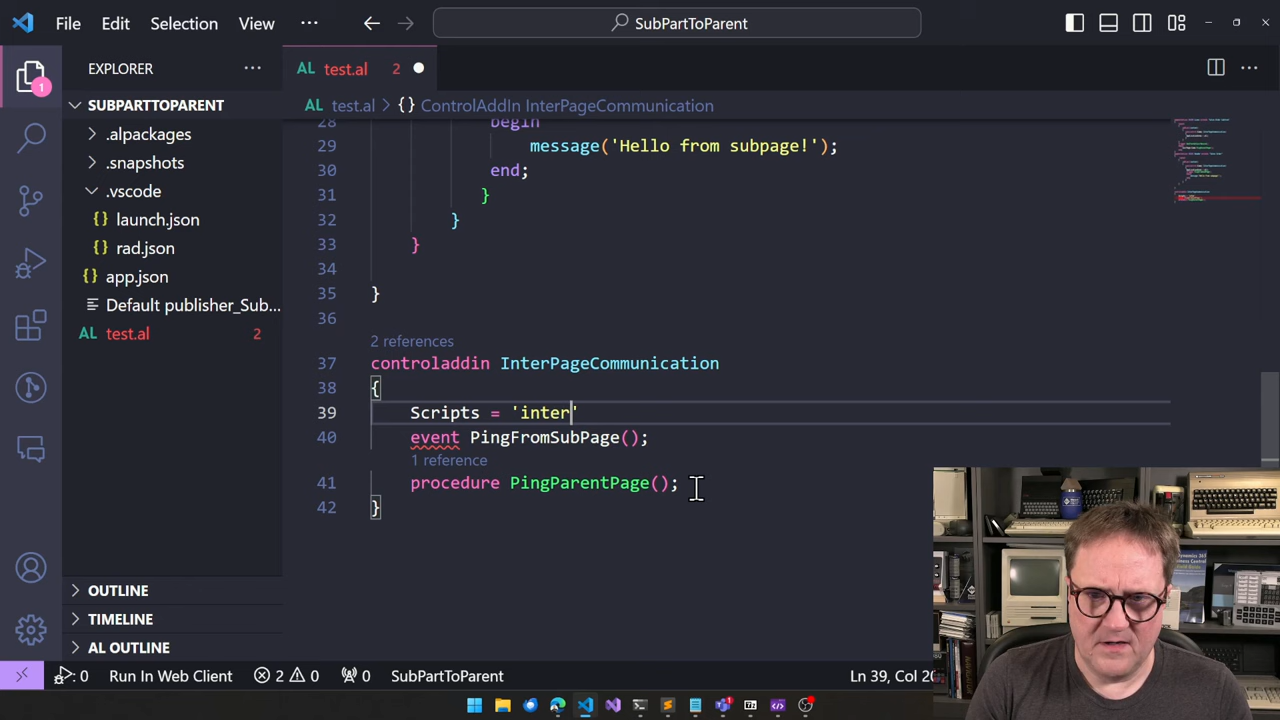 File Edit Selection View ··· SubPartToParent
EXPLORER ···
AL test.al 2
SUBPARTTOPARENT
AL test.al > {} ControlAddIn InterPageCommunication
.alpackages
.snapshots
.vscode
{} launch.json
{} rad.json
{} app.json
Default publisher_Sub...
AL test.al 2
28 begin
29 message('Hello from subpage!');
30 end;
31 }
32 }
33 }
34
35 }
36
2 references
37 controladdin InterPageCommunication
38 {
39 Scripts = 'inter'
40 event PingFromSubPage();
1 reference
41 procedure PingParentPage();
42 }
OUTLINE
TIMELINE
AL OUTLINE
1
: 0 Run In Web Client 2 0 0 SubPartToParent Ln 39, Col 20